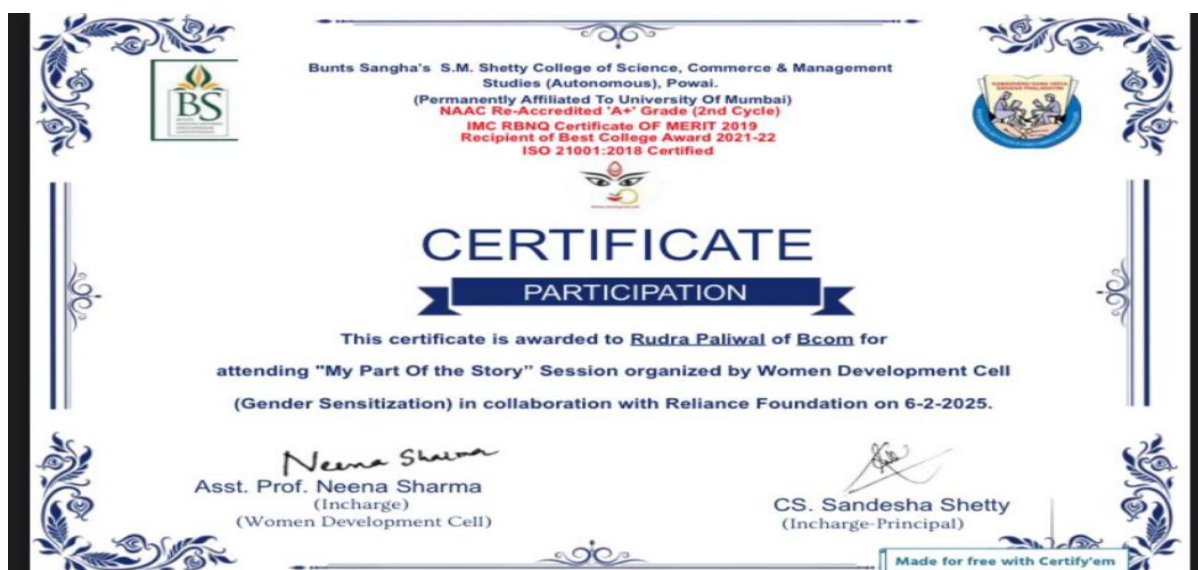 Bunts Sangha's S.M. Shetty College of Science, Commerce & Management
Studies (Autonomous), Powai.
(Permanently Affiliated To University Of Mumbai)
NAAC Re-Accredited 'A+' Grade (2nd Cycle)
IMC RBNQ Certificate OF MERIT 2019
Recipient of Best College Award 2021-22
ISO 21001:2018 Certified
BS
CERTIFICATE
PARTICIPATION
This certificate is awarded to Rudra Paliwal of Bcom for
attending "My Part Of the Story” Session organized by Women Development Cell
(Gender Sensitization) in collaboration with Reliance Foundation on 6-2-2025.
Neena Sharma
Asst. Prof. Neena Sharma
(Incharge)
(Women Development Cell)
CS. Sandesha Shetty
(Incharge-Principal)
Made for free with Certify'em